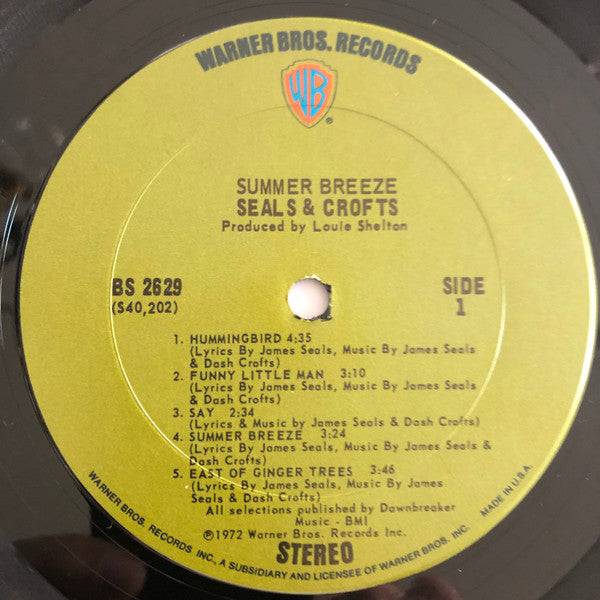 WARNER BROS. RECORDS
WB
®
SUMMER BREEZE
SEALS & CROFTS
Produced by Louie Shelton
BS 2629
(S40,202)
SIDE
1
1. HUMMINGBIRD 4:35
(Lyrics By James Seals, Music By James Seals
& Dash Crofts)
2. FUNNY LITTLE MAN 3:10
(Lyrics By James Seals, Music By James Seals
& Dash Crofts)
3. SAY 2:34
(Lyrics & Music by James Seals & Dash Crofts)
4. SUMMER BREEZE 3:24
(Lyrics By James Seals, Music By James Seals &
Dash Crofts)
5. EAST OF GINGER TREES 3:46
(Lyrics By James Seals, Music By James
Seals & Dash Crofts)
All selections published by Dawnbreaker
Music - BMI
℗1972 Warner Bros. Records Inc.
STEREO
WARNER BROS. RECORDS INC., A SUBSIDIARY AND LICENSEE OF WARNER BROS. INC. MADE IN U.S.A.